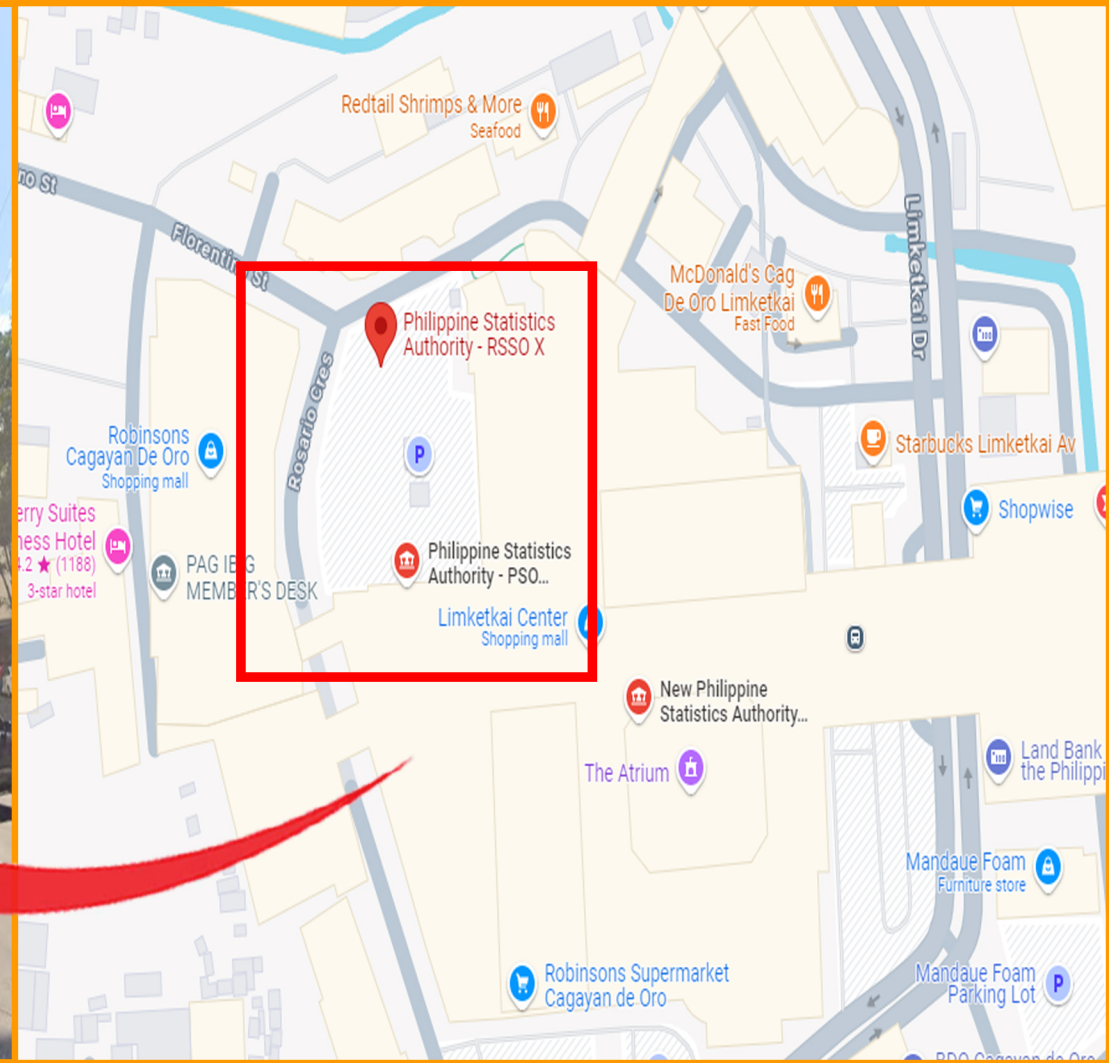 Redtail Shrimps & More
Seafood
no St
Florentino St
Limketkai Dr
McDonald's Cag
De Oro Limketkai
Fast Food
Philippine Statistics
Authority - RSSO X
Rosario Cres
P
Robinsons
Cagayan De Oro
Shopping mall
Starbucks Limketkai Av
Shopwise
erry Suites
ness Hotel
4.2 ★ (1188)
3-star hotel
PAG IBIG
MEMBER'S DESK
Philippine Statistics
Authority - PSO...
Limketkai Center
Shopping mall
New Philippine
Statistics Authority...
The Atrium
Land Bank
the Philippi
Mandaue Foam
Furniture store
Robinsons Supermarket
Cagayan de Oro
Mandaue Foam
Parking Lot
P
BDO Cagayan de Oro